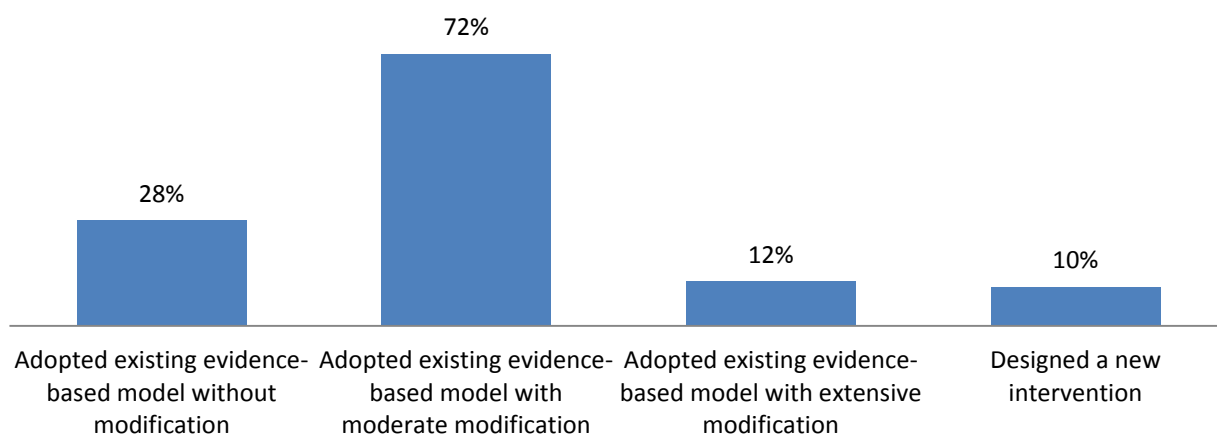 72%
28%
12%
10%
Adopted existing evidence-
based model without
modification
Adopted existing evidence-
based model with
moderate modification
Adopted existing evidence-
based model with extensive
modification
Designed a new
intervention